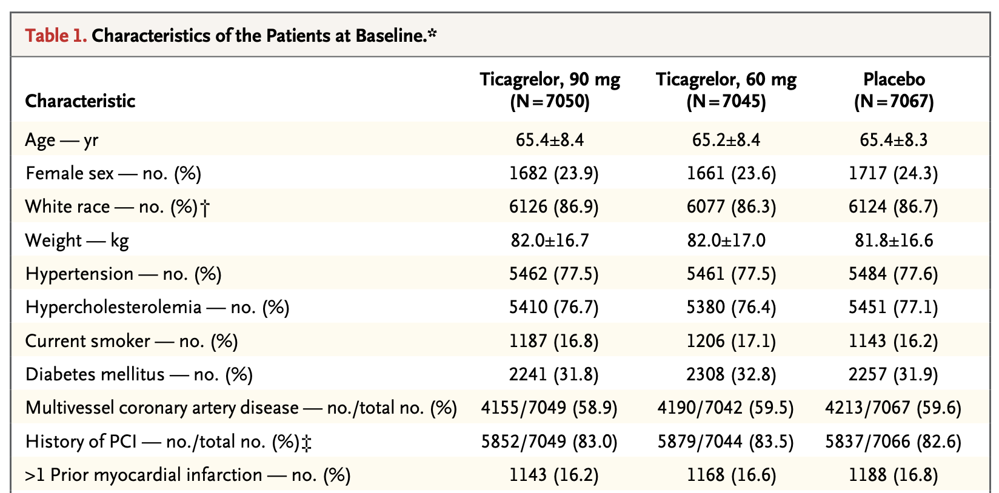 Table 1. Characteristics of the Patients at Baseline.*
Characteristic Ticagrelor, 90 mg (N=7050) Ticagrelor, 60 mg (N=7045) Placebo (N=7067)
Age — yr 65.4±8.4 65.2±8.4 65.4±8.3
Female sex — no. (%) 1682 (23.9) 1661 (23.6) 1717 (24.3)
White race — no. (%)† 6126 (86.9) 6077 (86.3) 6124 (86.7)
Weight — kg 82.0±16.7 82.0±17.0 81.8±16.6
Hypertension — no. (%) 5462 (77.5) 5461 (77.5) 5484 (77.6)
Hypercholesterolemia — no. (%) 5410 (76.7) 5380 (76.4) 5451 (77.1)
Current smoker — no. (%) 1187 (16.8) 1206 (17.1) 1143 (16.2)
Diabetes mellitus — no. (%) 2241 (31.8) 2308 (32.8) 2257 (31.9)
Multivessel coronary artery disease — no./total no. (%) 4155/7049 (58.9) 4190/7042 (59.5) 4213/7067 (59.6)
History of PCI — no./total no. (%)‡ 5852/7049 (83.0) 5879/7044 (83.5) 5837/7066 (82.6)
>1 Prior myocardial infarction — no. (%) 1143 (16.2) 1168 (16.6) 1188 (16.8)